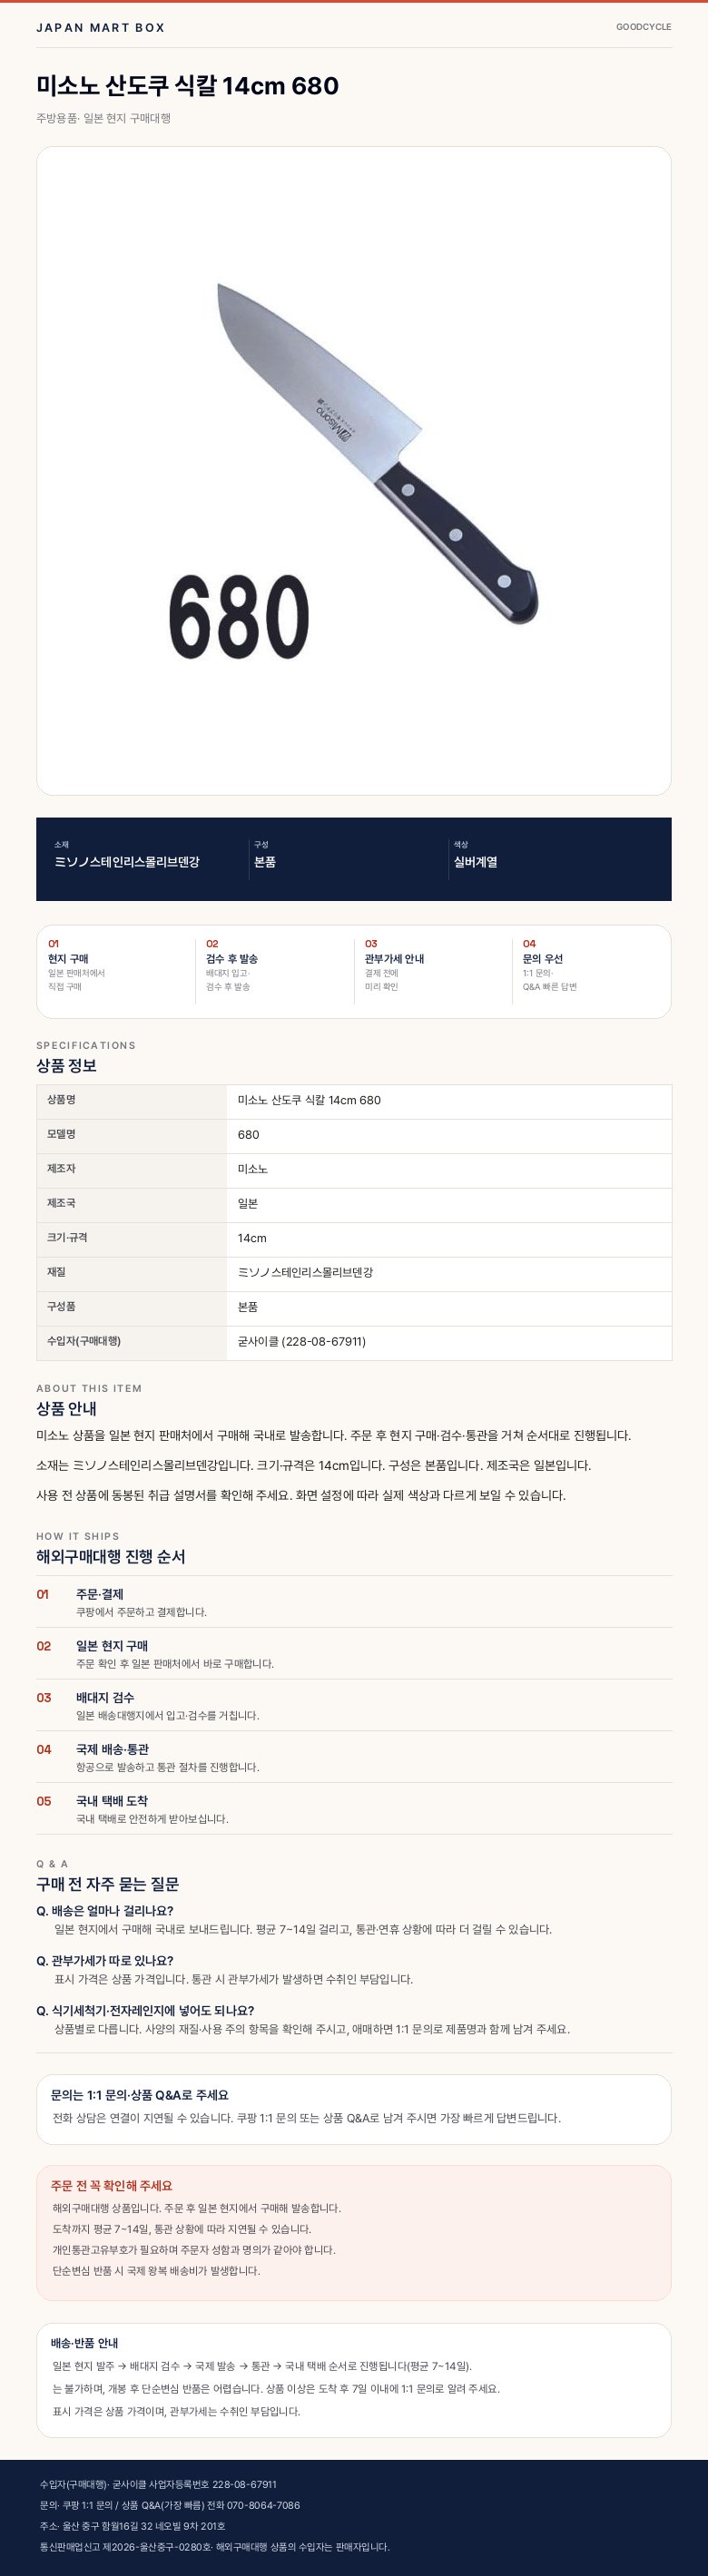 JAPAN MART BOX
GOODCYCLE
미소노 산도쿠 식칼 14cm 680
주방용품· 일본 현지 구매대행
Misono
680
소재
ミソノ스테인리스몰리브덴강
구성
본품
색상
실버계열
01
현지 구매
일본 판매처에서
직접 구매
02
검수 후 발송
배대지 입고·
검수 후 발송
03
관부가세 안내
결제 전에
미리 확인
04
문의 우선
1:1 문의·
Q&A 빠른 답변
SPECIFICATIONS
상품 정보
상품명 미소노 산도쿠 식칼 14cm 680
모델명 680
제조자 미소노
제조국 일본
크기·규격 14cm
재질 ミソノ스테인리스몰리브덴강
구성품 본품
수입자(구매대행) 굳사이클 (228-08-67911)
ABOUT THIS ITEM
상품 안내
미소노 상품을 일본 현지 판매처에서 구매해 국내로 발송합니다. 주문 후 현지 구매·검수·통관을 거쳐 순서대로 진행됩니다.
소재는 ミソノ스테인리스몰리브덴강입니다. 크기·규격은 14cm입니다. 구성은 본품입니다. 제조국은 일본입니다.
사용 전 상품에 동봉된 취급 설명서를 확인해 주세요. 화면 설정에 따라 실제 색상과 다르게 보일 수 있습니다.
HOW IT SHIPS
해외구매대행 진행 순서
01 주문·결제
쿠팡에서 주문하고 결제합니다.
02 일본 현지 구매
주문 확인 후 일본 판매처에서 바로 구매합니다.
03 배대지 검수
일본 배송대행지에서 입고·검수를 거칩니다.
04 국제 배송·통관
항공으로 발송하고 통관 절차를 진행합니다.
05 국내 택배 도착
국내 택배로 안전하게 받아보십니다.
Q & A
구매 전 자주 묻는 질문
Q. 배송은 얼마나 걸리나요?
일본 현지에서 구매해 국내로 보내드립니다. 평균 7~14일 걸리고, 통관·연휴 상황에 따라 더 걸릴 수 있습니다.
Q. 관부가세가 따로 있나요?
표시 가격은 상품 가격입니다. 통관 시 관부가세가 발생하면 수취인 부담입니다.
Q. 식기세척기·전자레인지에 넣어도 되나요?
상품별로 다릅니다. 사양의 재질·사용 주의 항목을 확인해 주시고, 애매하면 1:1 문의로 제품명과 함께 남겨 주세요.
문의는 1:1 문의·상품 Q&A로 주세요
전화 상담은 연결이 지연될 수 있습니다. 쿠팡 1:1 문의 또는 상품 Q&A로 남겨 주시면 가장 빠르게 답변드립니다.
주문 전 꼭 확인해 주세요
해외구매대행 상품입니다. 주문 후 일본 현지에서 구매해 발송합니다.
도착까지 평균 7~14일, 통관 상황에 따라 지연될 수 있습니다.
개인통관고유부호가 필요하며 주문자 성함과 명의가 같아야 합니다.
단순변심 반품 시 국제 왕복 배송비가 발생합니다.
배송·반품 안내
일본 현지 발주 → 배대지 검수 → 국제 발송 → 통관 → 국내 택배 순서로 진행됩니다(평균 7~14일).
는 불가하며, 개봉 후 단순변심 반품은 어렵습니다. 상품 이상은 도착 후 7일 이내에 1:1 문의로 알려 주세요.
표시 가격은 상품 가격이며, 관부가세는 수취인 부담입니다.
수입자(구매대행)· 굳사이클 사업자등록번호 228-08-67911
문의· 쿠팡 1:1 문의 / 상품 Q&A(가장 빠름) 전화 070-8064-7086
주소· 울산 중구 함월16길 32 네오빌 9차 201호
통신판매업신고 제2026-울산중구-0280호· 해외구매대행 상품의 수입자는 판매자입니다.